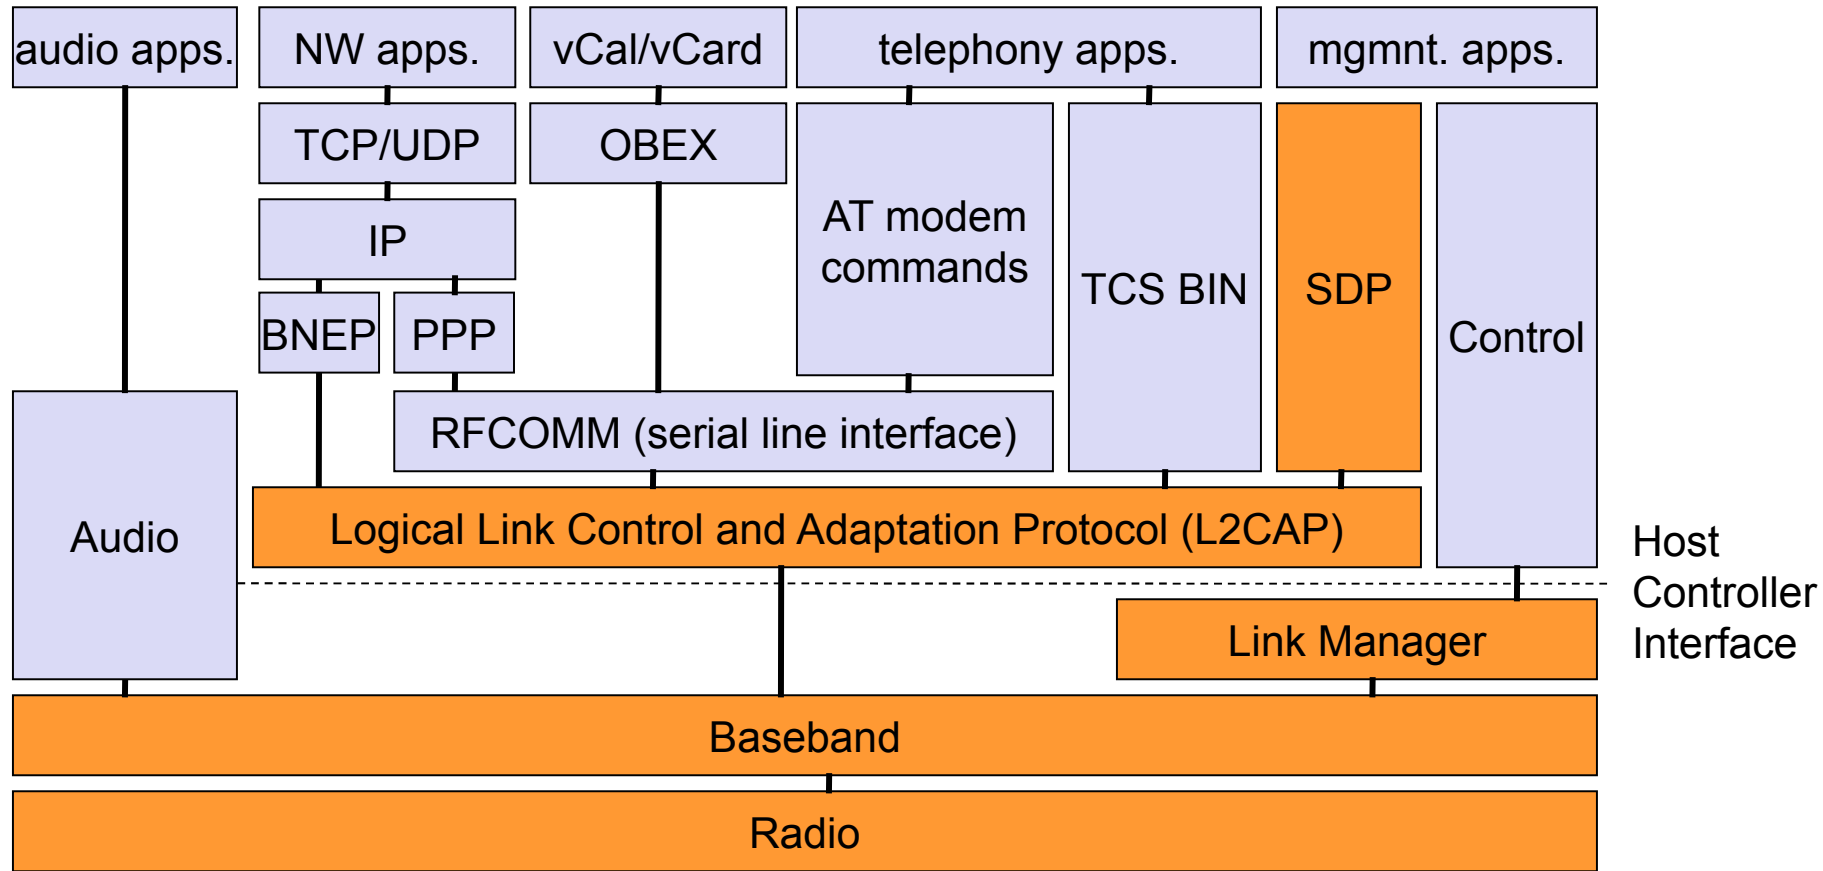 audio apps.
NW apps.
vCal/vCard
telephony apps.
mgmnt. apps.
TCP/UDP
OBEX
AT modem
commands
TCS BIN
SDP
Control
IP
BNEP
PPP
RFCOMM (serial line interface)
Audio
Logical Link Control and Adaptation Protocol (L2CAP)
Host
Controller
Interface
Link Manager
Baseband
Radio